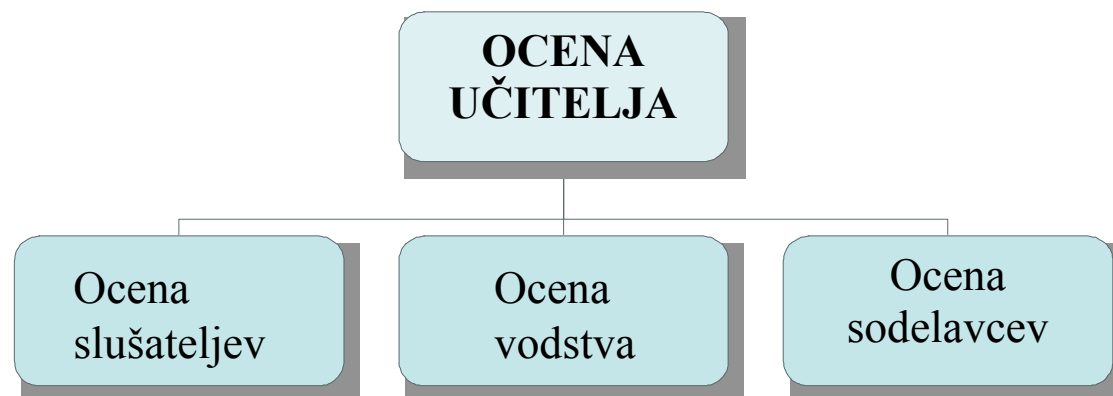 OCENA
UČITELJA
Ocena
slušateljev
Ocena
vodstva
Ocena
sodelavcev